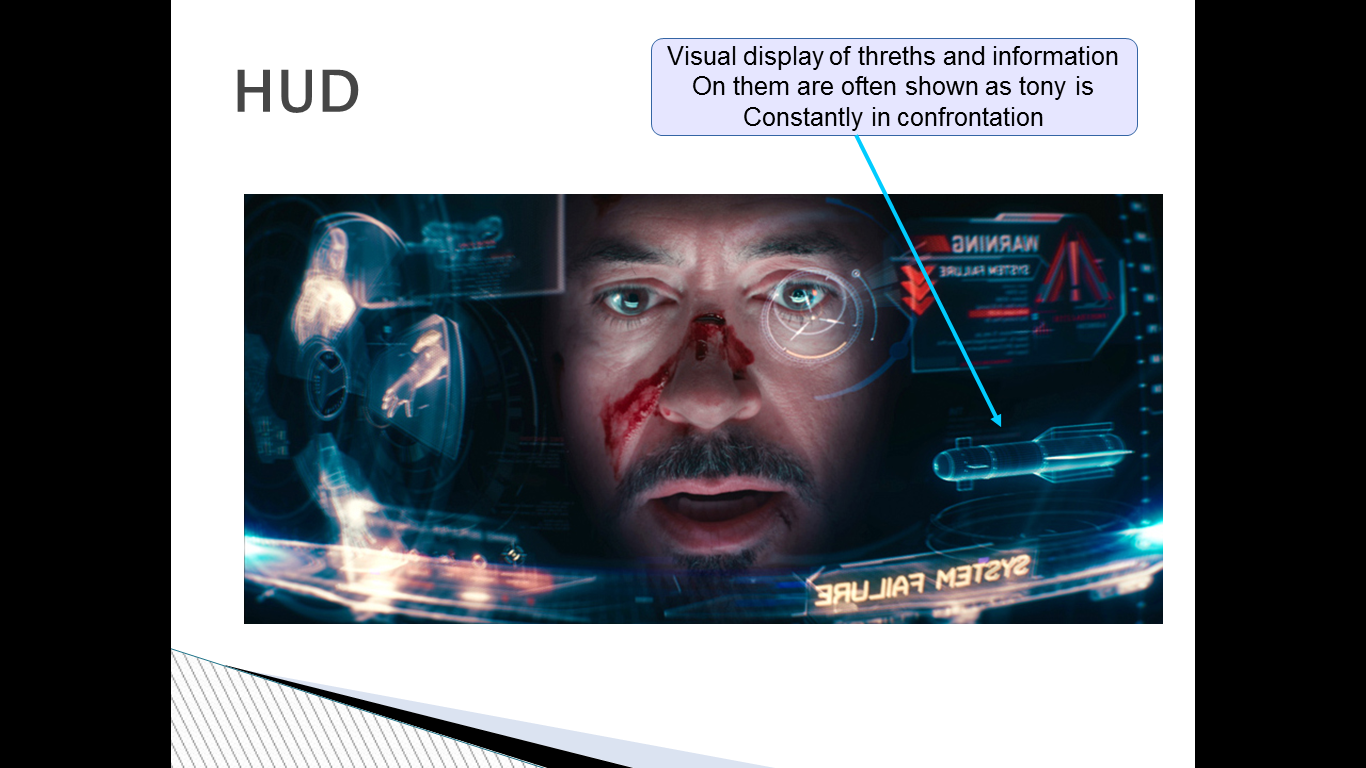 HUD
Visual display of threths and information
On them are often shown as tony is
Constantly in confrontation
WARNING
SYSTEM FAILURE
SYSTEM FAILURE